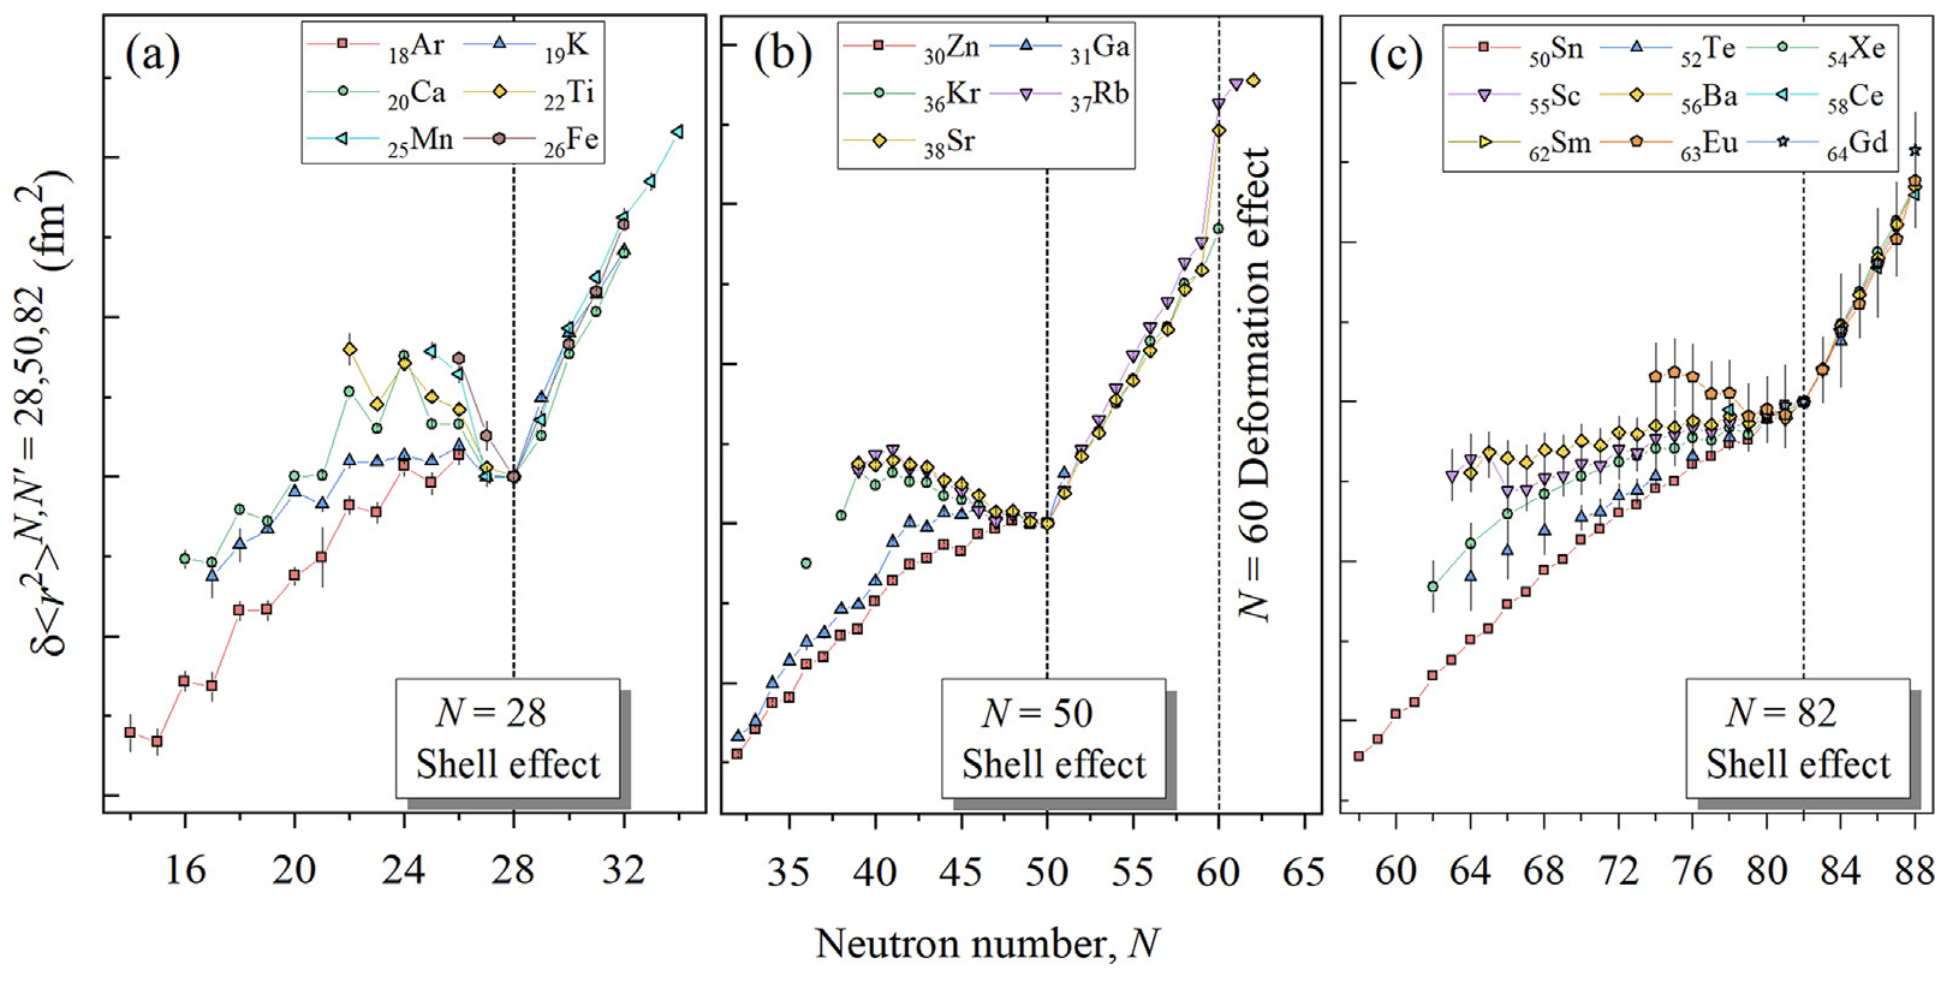 δ<r²>^N,N′ = 28,50,82 (fm²)
(a)
₁₈Ar ₁₉K
₂₀Ca ₂₂Ti
₂₅Mn ₂₆Fe
N = 28
Shell effect
16 20 24 28 32
(b)
₃₀Zn ₃₁Ga
₃₆Kr ₃₇Rb
₃₈Sr
N = 60 Deformation effect
N = 50
Shell effect
35 40 45 50 55 60 65
(c)
₅₀Sn ₅₂Te ₅₄Xe
₅₅Sc ₅₆Ba ₅₈Ce
₆₂Sm ₆₃Eu ₆₄Gd
N = 82
Shell effect
60 64 68 72 76 80 84 88
Neutron number, N